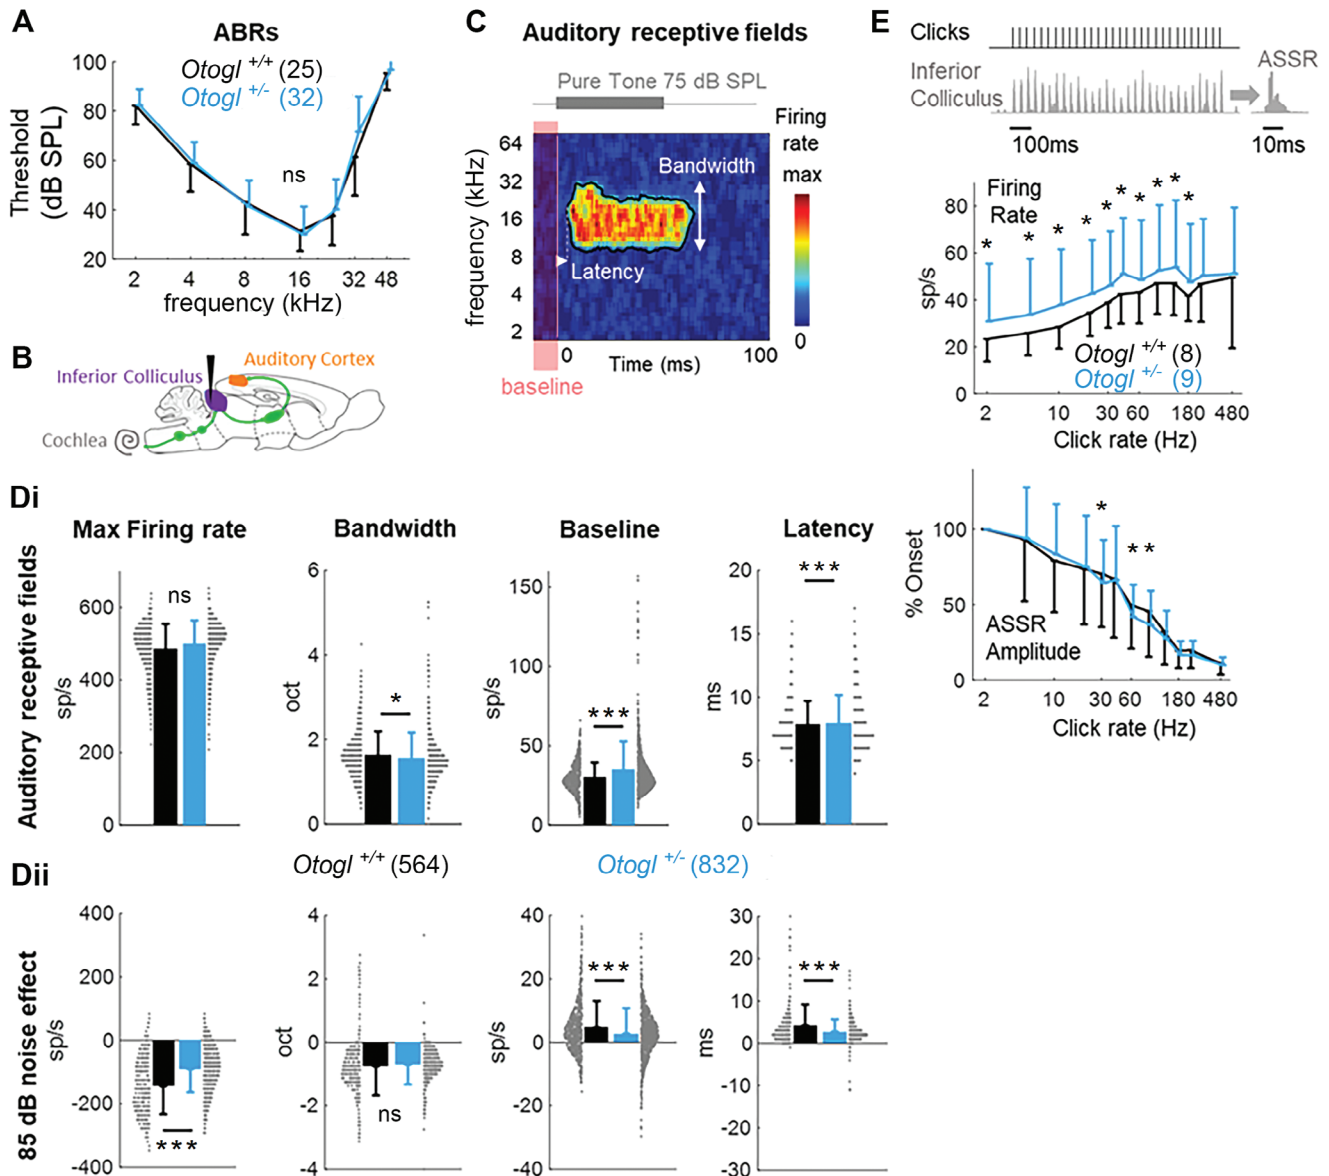 A
ABRs
Otogl +/+ (25)
Otogl +/- (32)
Threshold
(dB SPL)
100
80
60
40
20
ns
2 4 8 16 32 48
frequency (kHz)
B
Auditory Cortex
Inferior Colliculus
Cochlea
C
Auditory receptive fields
Pure Tone 75 dB SPL
frequency (kHz)
64
32
16
8
4
2
Bandwidth
Latency
0 Time (ms) 100
baseline
Firing
rate
max
0
E
Clicks
Inferior
Colliculus
ASSR
100ms
10ms
Firing
Rate
sp/s
80
60
40
20
0
* * * * * * * * * *
Otogl +/+ (8)
Otogl +/- (9)
2 10 30 60 180 480
Click rate (Hz)
% Onset
100
50
0
*
* *
ASSR
Amplitude
2 10 30 60 180 480
Click rate (Hz)
Di
Auditory receptive fields
Max Firing rate
sp/s
600
400
200
0
ns
Bandwidth
oct
6
4
2
0
*
Baseline
sp/s
150
100
50
0
***
Latency
ms
20
15
10
5
0
***
Otogl +/+ (564)
Otogl +/- (832)
Dii
85 dB noise effect
sp/s
400
200
0
-200
-400
***
oct
4
2
0
-2
-4
ns
sp/s
40
20
0
-20
-40
***
ms
30
20
10
0
-10
20
-30
***